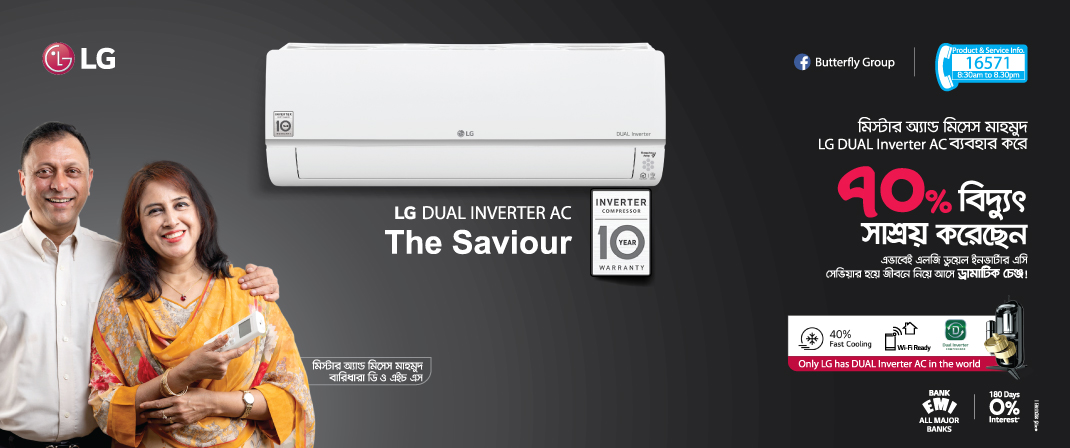 LG
Butterfly Group
Product & Service Info.
16571
8:30am to 8.30pm
INVERTER
10
LG
DUAL Inverter
মিস্টার অ্যান্ড মিসেস মাহমুদ
LG DUAL Inverter AC ব্যবহার করে
৭০% বিদ্যুৎ
সাশ্রয় করেছেন
এভাবেই এলজি ডুয়েল ইনভার্টার এসি
সেভিয়ার হয়ে জীবনে নিয়ে আসে ড্রামাটিক চেঞ্জ!
LG DUAL INVERTER AC
The Saviour
INVERTER
COMPRESSOR
10 YEAR
WARRANTY
40%
Fast Cooling
Wi-Fi Ready
Dual Inverter
Only LG has DUAL Inverter AC in the world
মিস্টার অ্যান্ড মিসেস মাহমুদ
বারিধারা ডি ও এইচ এস
BANK
EMI
ALL MAJOR
BANKS
180 Days
0%
Interest*